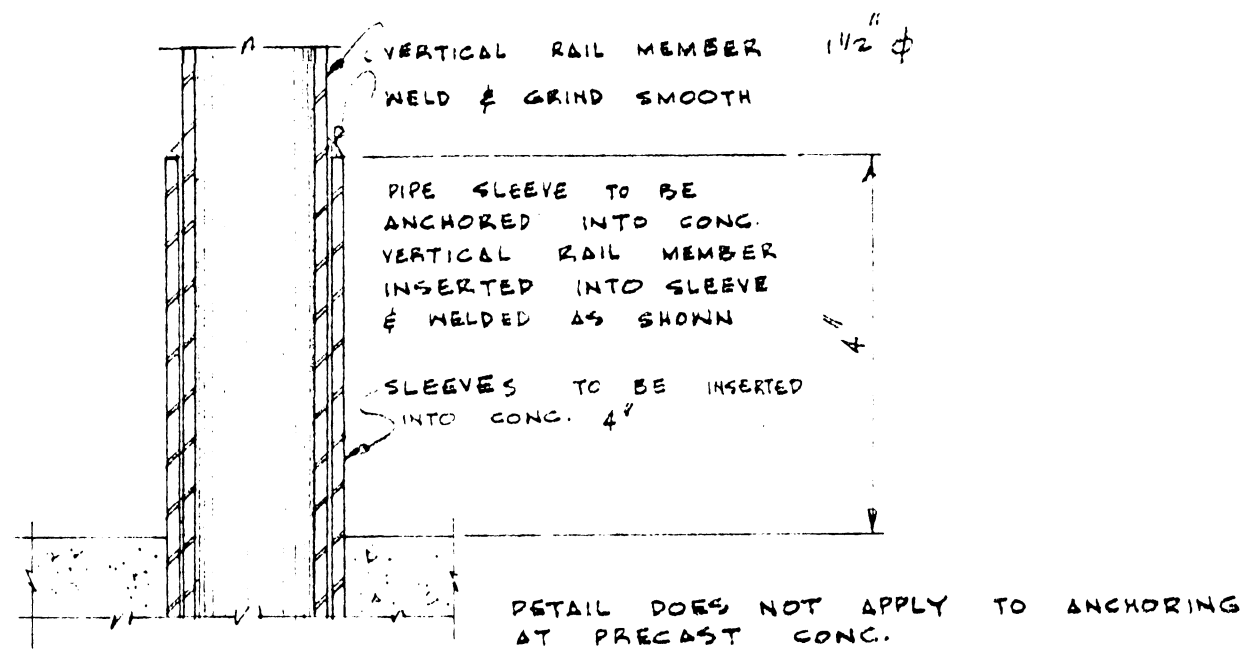 VERTICAL RAIL MEMBER 1 1/2" ϕ
WELD & GRIND SMOOTH
PIPE SLEEVE TO BE
ANCHORED INTO CONC.
VERTICAL RAIL MEMBER
INSERTED INTO SLEEVE
& WELDED AS SHOWN
4"
SLEEVES TO BE INSERTED
INTO CONC. 4"
DETAIL DOES NOT APPLY TO ANCHORING
AT PRECAST CONC.